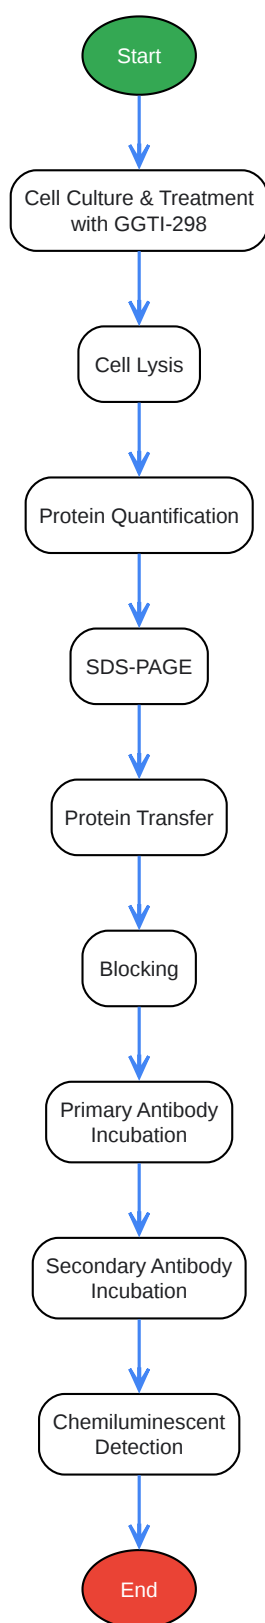 Start
Cell Culture & Treatment
with GGTI-298
Cell Lysis
Protein Quantification
SDS-PAGE
Protein Transfer
Blocking
Primary Antibody
Incubation
Secondary Antibody
Incubation
Chemiluminescent
Detection
End